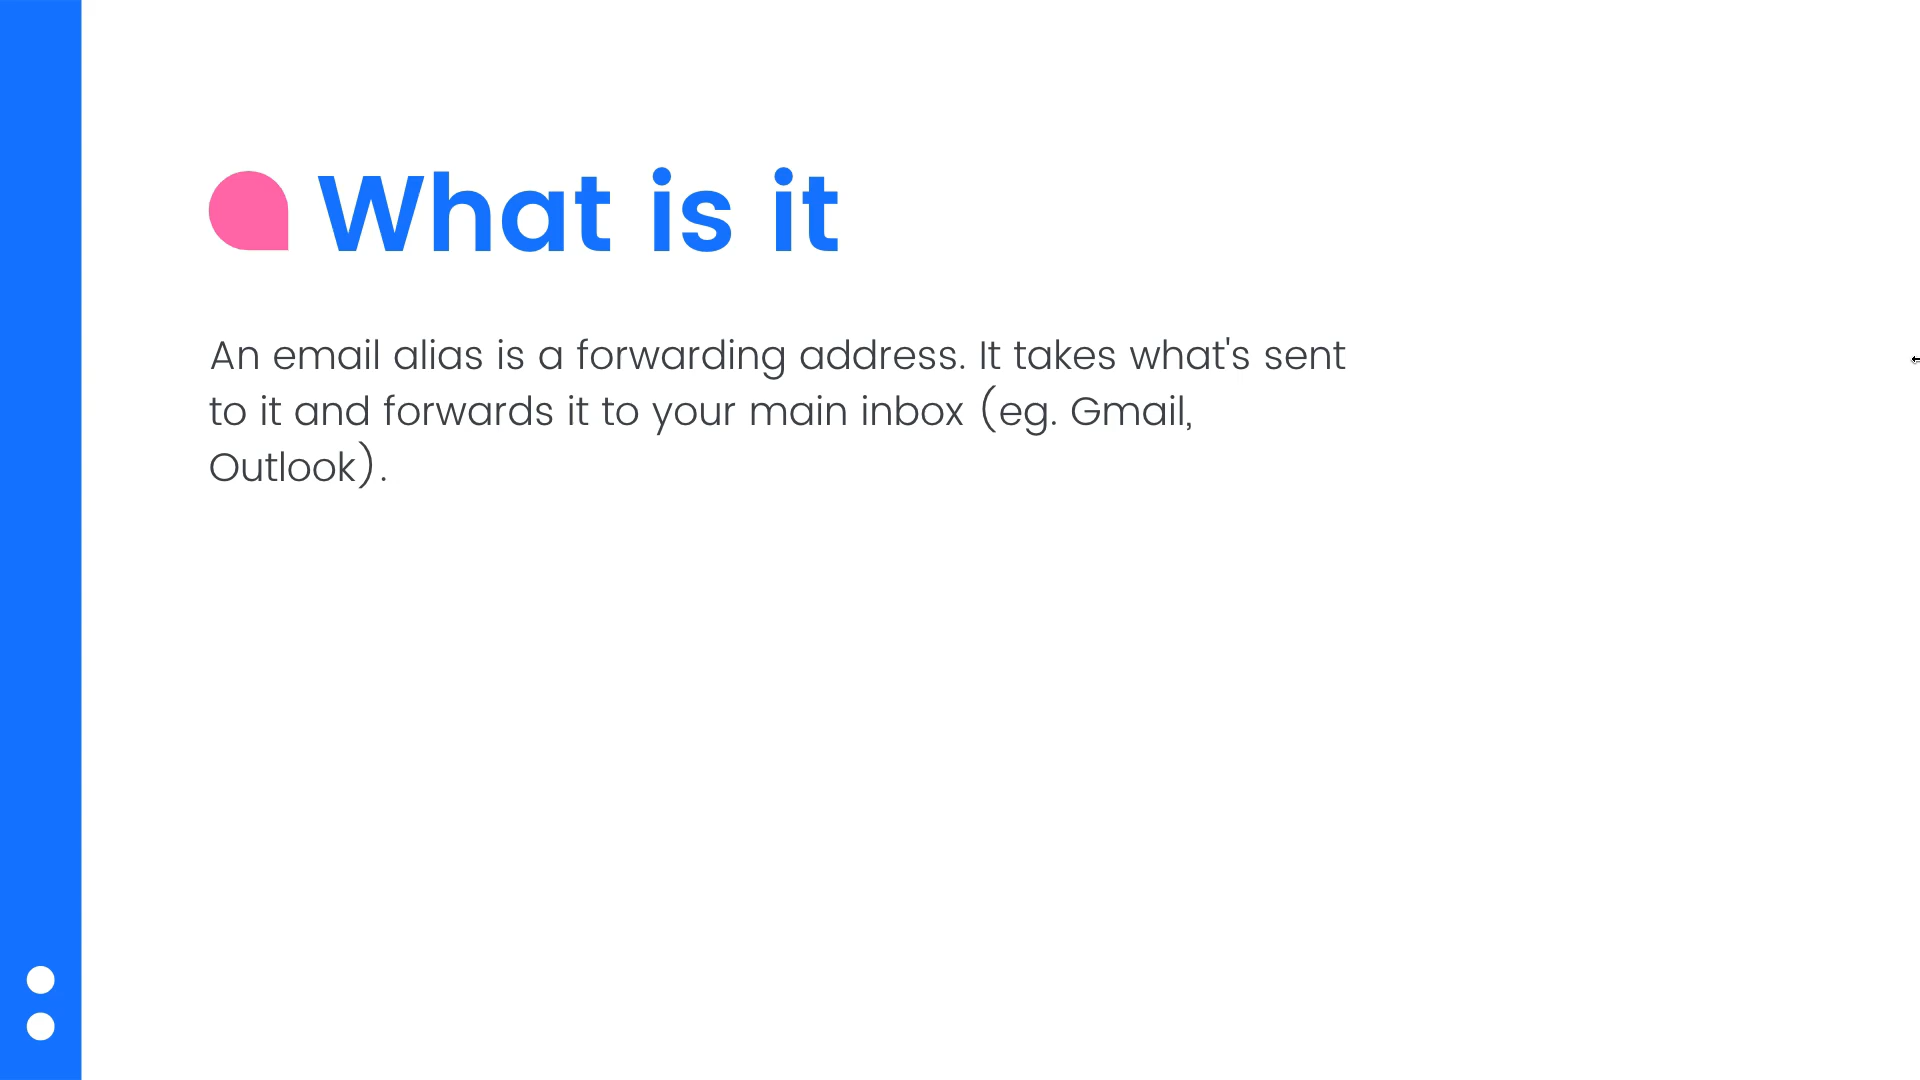 What is it
An email alias is a forwarding address. It takes what's sent
to it and forwards it to your main inbox (eg. Gmail,
Outlook).